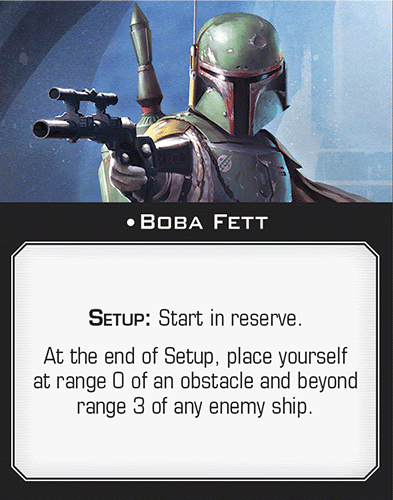 • Boba Fett
Setup: Start in reserve.
At the end of Setup, place yourself
at range 0 of an obstacle and beyond
range 3 of any enemy ship.